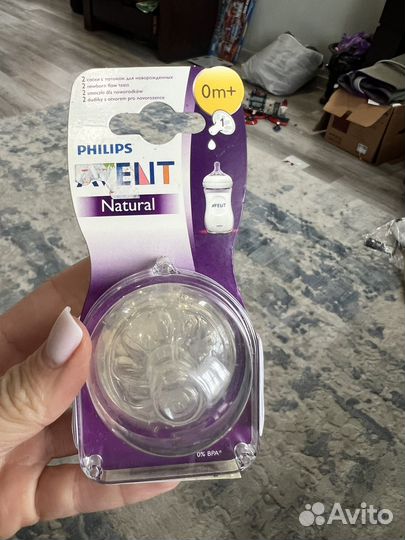 2 соски с потоком для новорожденных
2 newborn flow teats
2 smoczki dla noworodków
2 dudlíky s otvorem pro novorozence
0m+
1
PHILIPS
AVENT
Natural
AVENT
0% BPA*
Avito